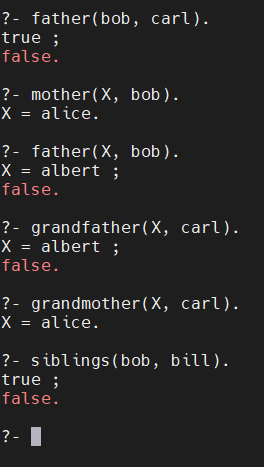 ?- father(bob, carl).
true ;
false.
?- mother(X, bob).
X = alice.
?- father(X, bob).
X = albert ;
false.
?- grandfather(X, carl).
X = albert ;
false.
?- grandmother(X, carl).
X = alice.
?- siblings(bob, bill).
true ;
false.
?-